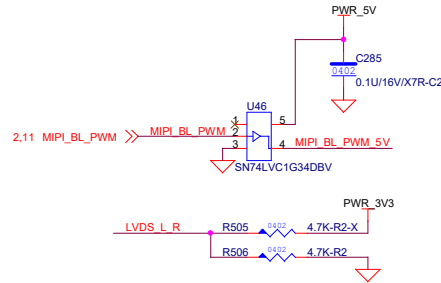 PWR_5V
C285
0402
0.1U/16V/X7R-C2
U46
1
5
2,11 MIPI_BL_PWM
MIPI_BL_PWM
2
3
4
MIPI_BL_PWM_5V
SN74LVC1G34DBV
PWR_3V3
LVDS_L_R
R505
0402
4.7K-R2-X
R506
0402
4.7K-R2